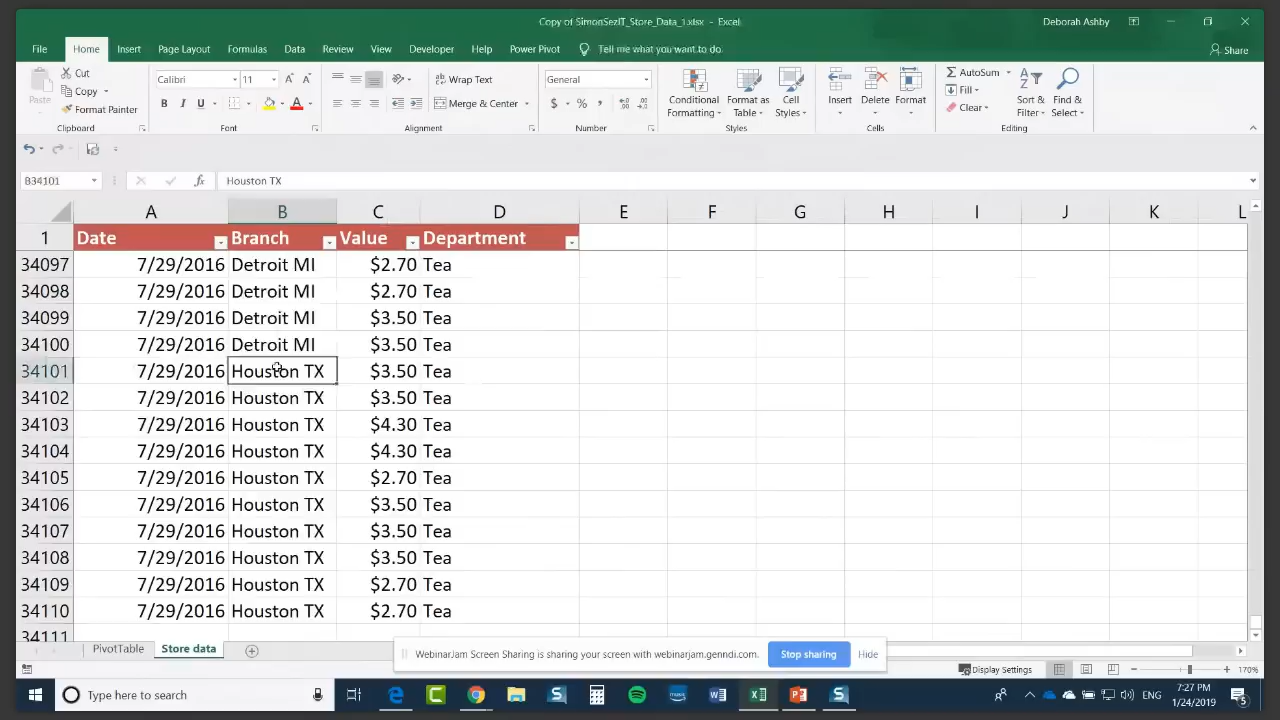 Copy of SimonSezIT_Store_Data_1.xlsx - Excel
Deborah Ashby
File Home Insert Page Layout Formulas Data Review View Developer Help Power Pivot Tell me what you want to do. Share
Paste
Cut
Copy
Format Painter
Clipboard
Calibri 11
B I U
Font
Wrap Text
Merge & Center
Alignment
General
$ % ,
Number
Conditional Formatting
Format as Table
Cell Styles
Styles
Insert Delete Format
Cells
AutoSum
Fill
Clear
Sort & Filter
Find & Select
Editing
B34101 fx Houston TX
A B C D E F G H I J K L
1 Date Branch Value Department
34097 7/29/2016 Detroit MI $2.70 Tea
34098 7/29/2016 Detroit MI $2.70 Tea
34099 7/29/2016 Detroit MI $3.50 Tea
34100 7/29/2016 Detroit MI $3.50 Tea
34101 7/29/2016 Houston TX $3.50 Tea
34102 7/29/2016 Houston TX $3.50 Tea
34103 7/29/2016 Houston TX $4.30 Tea
34104 7/29/2016 Houston TX $4.30 Tea
34105 7/29/2016 Houston TX $2.70 Tea
34106 7/29/2016 Houston TX $3.50 Tea
34107 7/29/2016 Houston TX $3.50 Tea
34108 7/29/2016 Houston TX $3.50 Tea
34109 7/29/2016 Houston TX $2.70 Tea
34110 7/29/2016 Houston TX $2.70 Tea
34111
PivotTable Store data
WebinarJam Screen Sharing is sharing your screen with webinarjam.genndi.com. Stop sharing Hide
Display Settings 170%
Type here to search
ENG
7:27 PM
1/24/2019
5